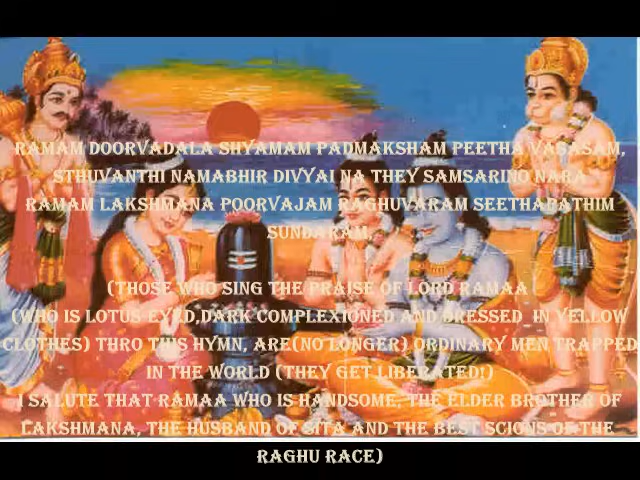 RAMAM DOORVADALA SHYAMAM PADMAKSHAM PEETHA VASASAM,
STHUVANTHI NAMABHIR DIVYAI NA THEY SAMSARINO NARA
RAMAM LAKSHMANA POORVAJAM RAGHUVARAM SEETHAPATHIM
SUNDARAM,
(THOSE WHO SING THE PRAISE OF LORD RAMAA
(WHO IS LOTUS-EYED,DARK COMPLEXIONED AND DRESSED IN YELLOW
CLOTHES) THRO THIS HYMN, ARE(NO LONGER) ORDINARY MEN TRAPPED
IN THE WORLD (THEY GET LIBERATED!)
I SALUTE THAT RAMAA WHO IS HANDSOME, THE ELDER BROTHER OF
LAKSHMANA, THE HUSBAND OF SITA AND THE BEST SCIONS OF THE
RAGHU RACE)